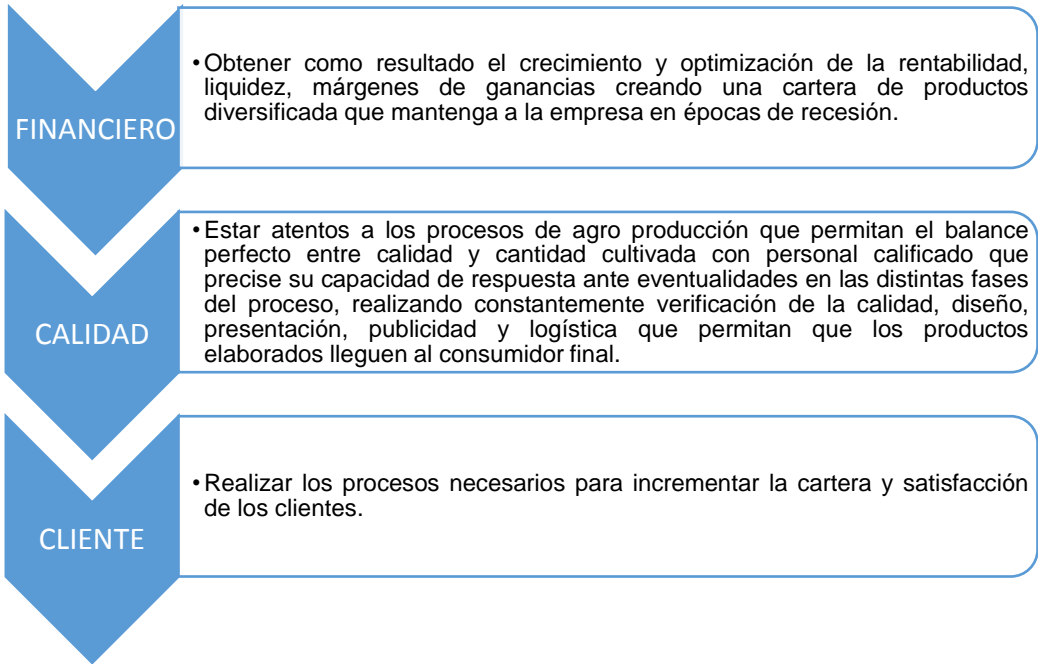 FINANCIERO
•Obtener como resultado el crecimiento y optimización de la rentabilidad,
liquidez, márgenes de ganancias creando una cartera de productos
diversificada que mantenga a la empresa en épocas de recesión.
CALIDAD
•Estar atentos a los procesos de agro producción que permitan el balance
perfecto entre calidad y cantidad cultivada con personal calificado que
precise su capacidad de respuesta ante eventualidades en las distintas fases
del proceso, realizando constantemente verificación de la calidad, diseño,
presentación, publicidad y logística que permitan que los productos
elaborados lleguen al consumidor final.
CLIENTE
•Realizar los procesos necesarios para incrementar la cartera y satisfacción
de los clientes.